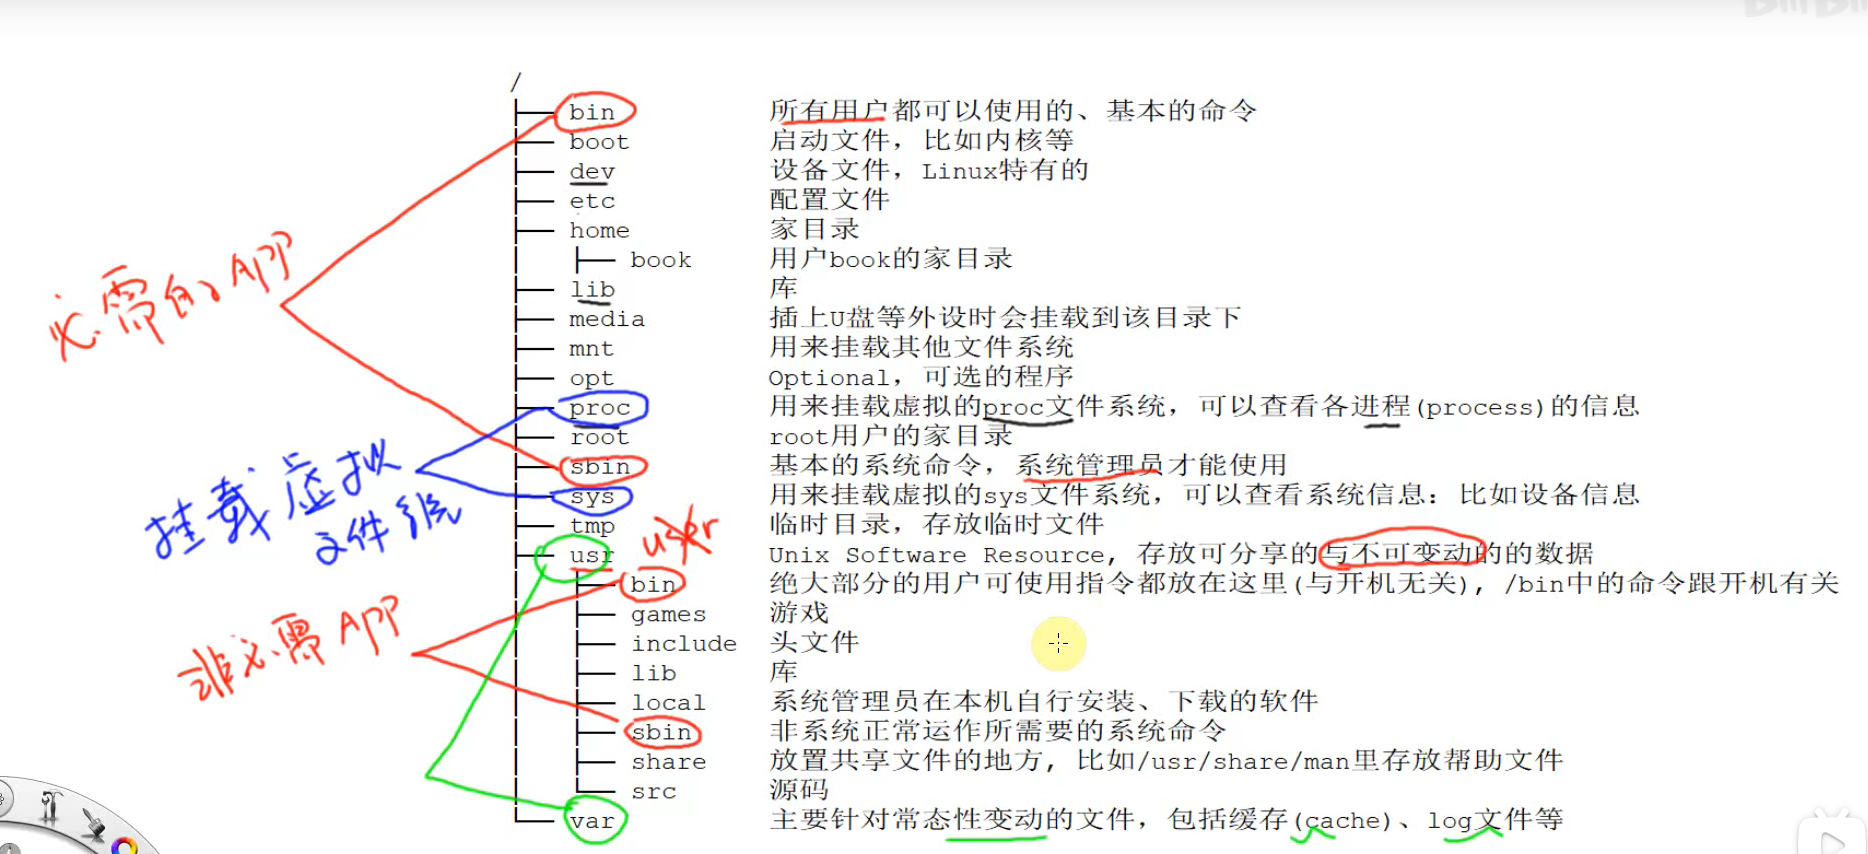 /
bin 所有用户都可以使用的、基本的命令
boot 启动文件，比如内核等
dev 设备文件，Linux特有的
etc 配置文件
home 家目录
book 用户book的家目录
lib 库
media 插上U盘等外设时会挂载到该目录下
mnt 用来挂载其他文件系统
opt Optional，可选的程序
proc 用来挂载虚拟的proc文件系统，可以查看各进程(process)的信息
root root用户的家目录
sbin 基本的系统命令，系统管理员才能使用
sys 用来挂载虚拟的sys文件系统，可以查看系统信息：比如设备信息
tmp 临时目录，存放临时文件
usr Unix Software Resource，存放可分享的与不可变动的的数据
bin 绝大部分的用户可使用指令都放在这里(与开机无关)，/bin中的命令跟开机有关
games 游戏
include 头文件
lib 库
local 系统管理员在本机自行安装、下载的软件
sbin 非系统正常运作所需要的系统命令
share 放置共享文件的地方，比如/usr/share/man里存放帮助文件
src 源码
var 主要针对常态性变动的文件，包括缓存(cache)、log文件等
必需的APP
挂载虚拟
文件系统
user
非必需APP